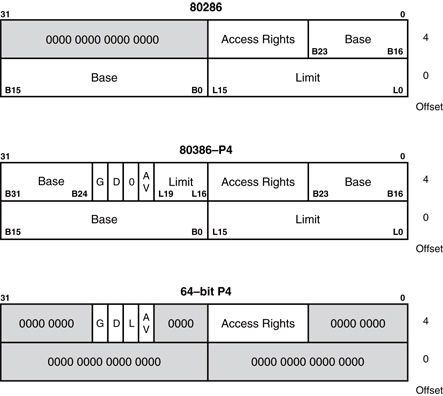 80286
31 0
0000 0000 0000 0000 Access Rights Base 4
B23 B16
Base Limit 0
B15 B0 L15 L0
Offset
80386–P4
31 0
Base G D 0 A V Limit Access Rights Base 4
B31 B24 L19 L16 B23 B16
Base Limit 0
B15 B0 L15 L0
Offset
64–bit P4
31 0
0000 0000 G D L A V 0000 Access Rights 0000 0000 4
0000 0000 0000 0000 0000 0000 0000 0000 0
Offset